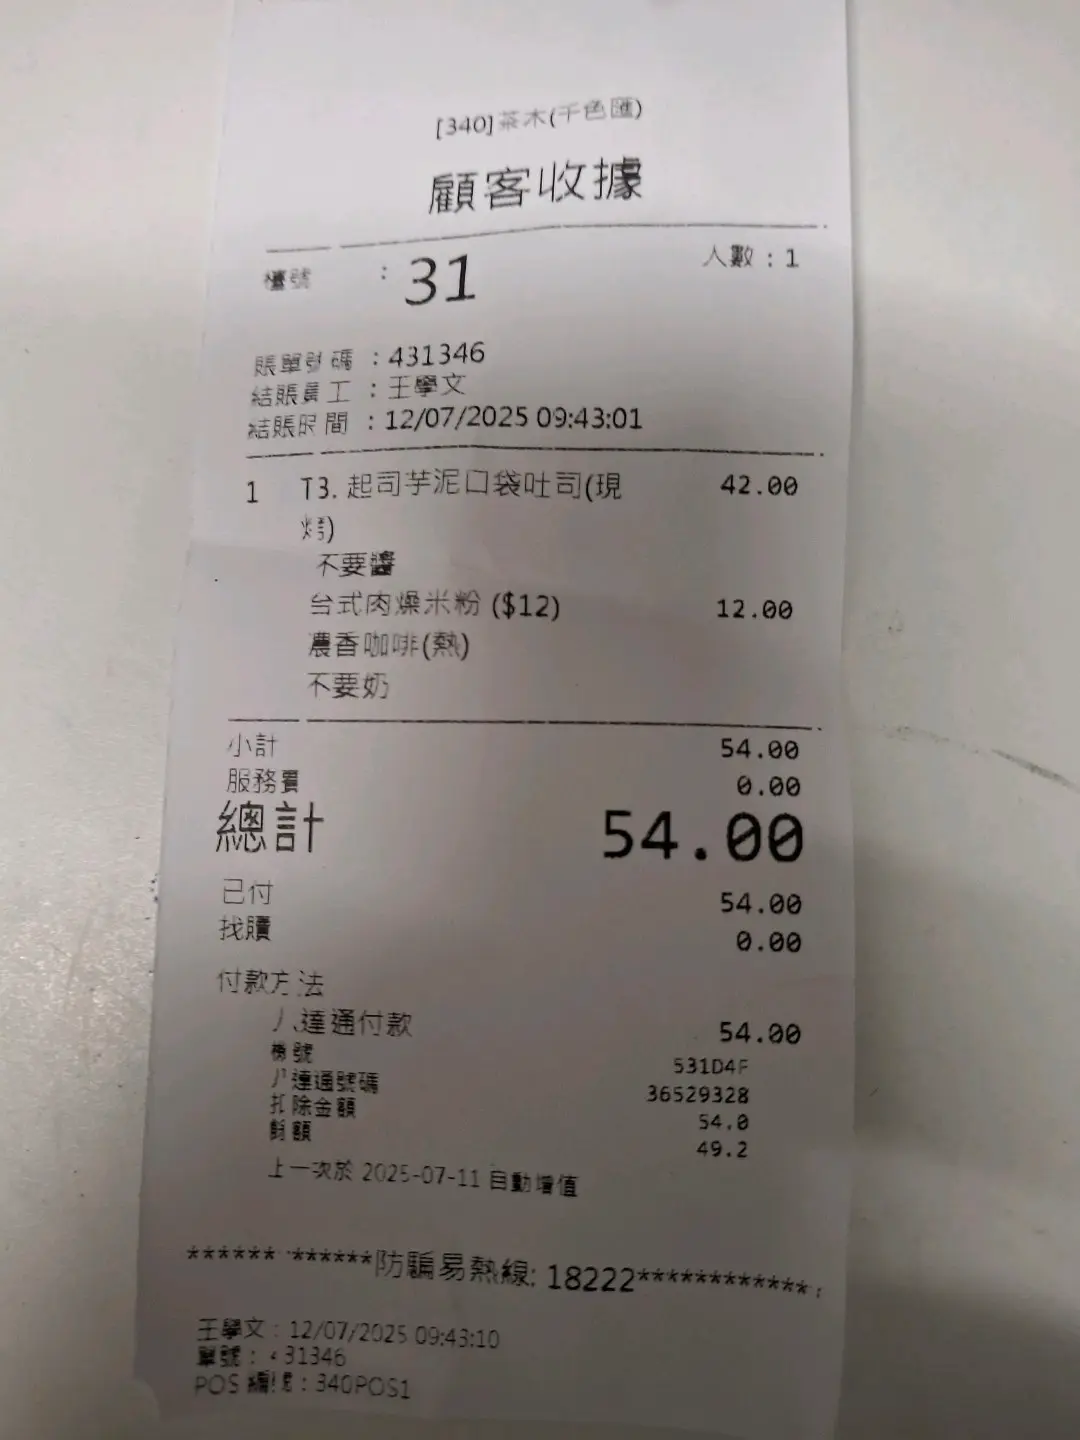 [340]茶木(千色匯)
顧客收據
檯號 : 31 人數 : 1
賬單號碼 : 431346
結賬員工 : 王學文
結賬時間 : 12/07/2025 09:43:01
1 T3. 起司芋泥口袋吐司(現 42.00
烤)
不要醬
台式肉燥米粉 ($12) 12.00
濃香咖啡(熱)
不要奶
小計 54.00
服務費 0.00
總計 54.00
已付 54.00
找贖 0.00
付款方法
八達通付款 54.00
機號 531D4F
八達通號碼 36529328
扣除金額 54.0
餘額 49.2
上一次於 2025-07-11 自動增值
****** ******防騙易熱線: 18222************:
王學文 : 12/07/2025 09:43:10
單號 : 431346
POS 編號 : 340POS1